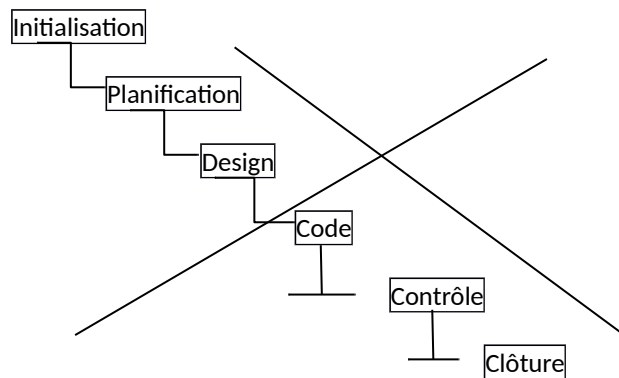 Initialisation
Planification
Design
Code
Contrôle
Clôture